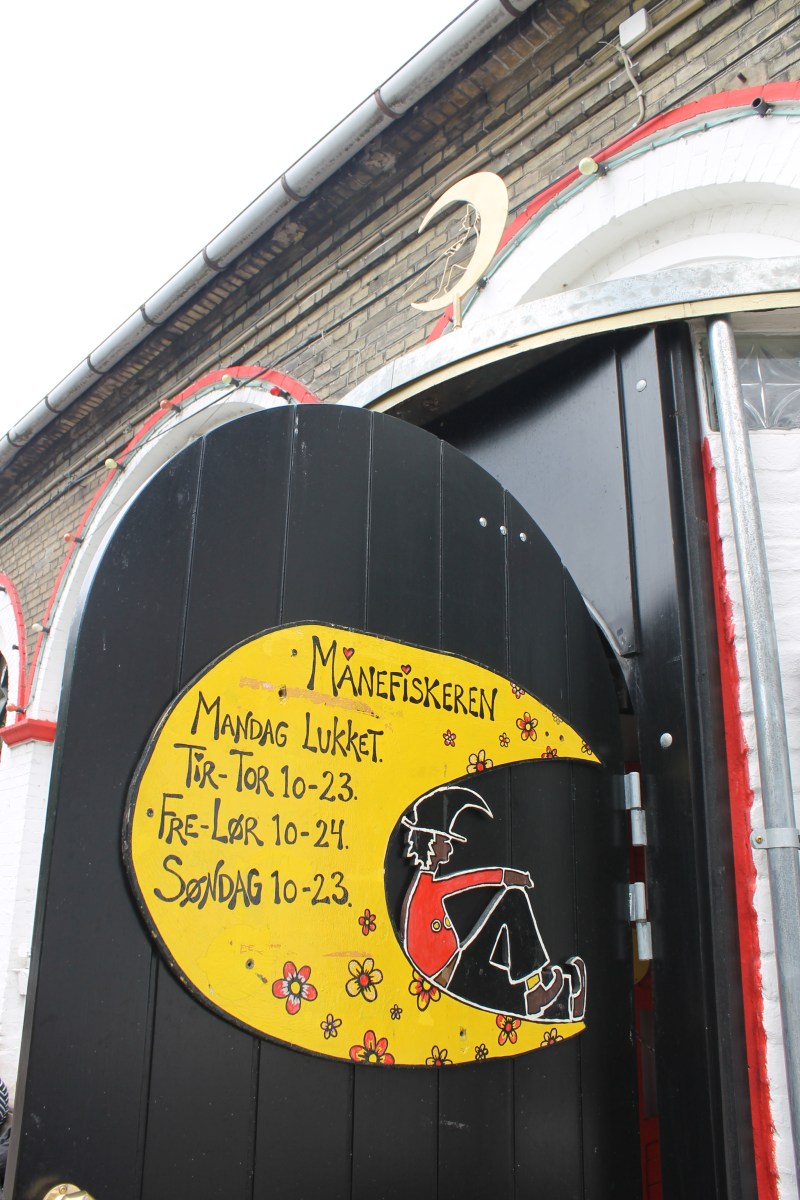 MÅNEFISKEREN
MANDAG LUKKET.
TIR-TOR 10-23.
FRE-LØR 10-24.
SØNDAG 10-23.